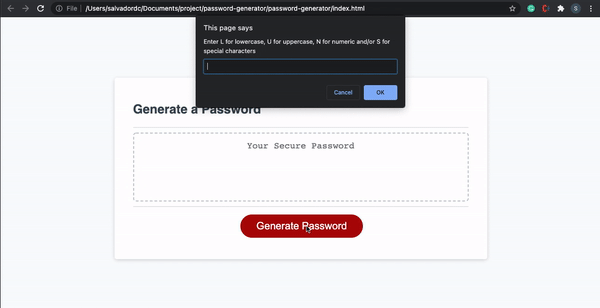 File | /Users/salvadordc/Documents/project/password-generator/password-generator/index.html
S
This page says
Enter L for lowercase, U for uppercase, N for numeric and/or S for
special characters
Cancel OK
Generate a Password
Your Secure Password
Generate Password